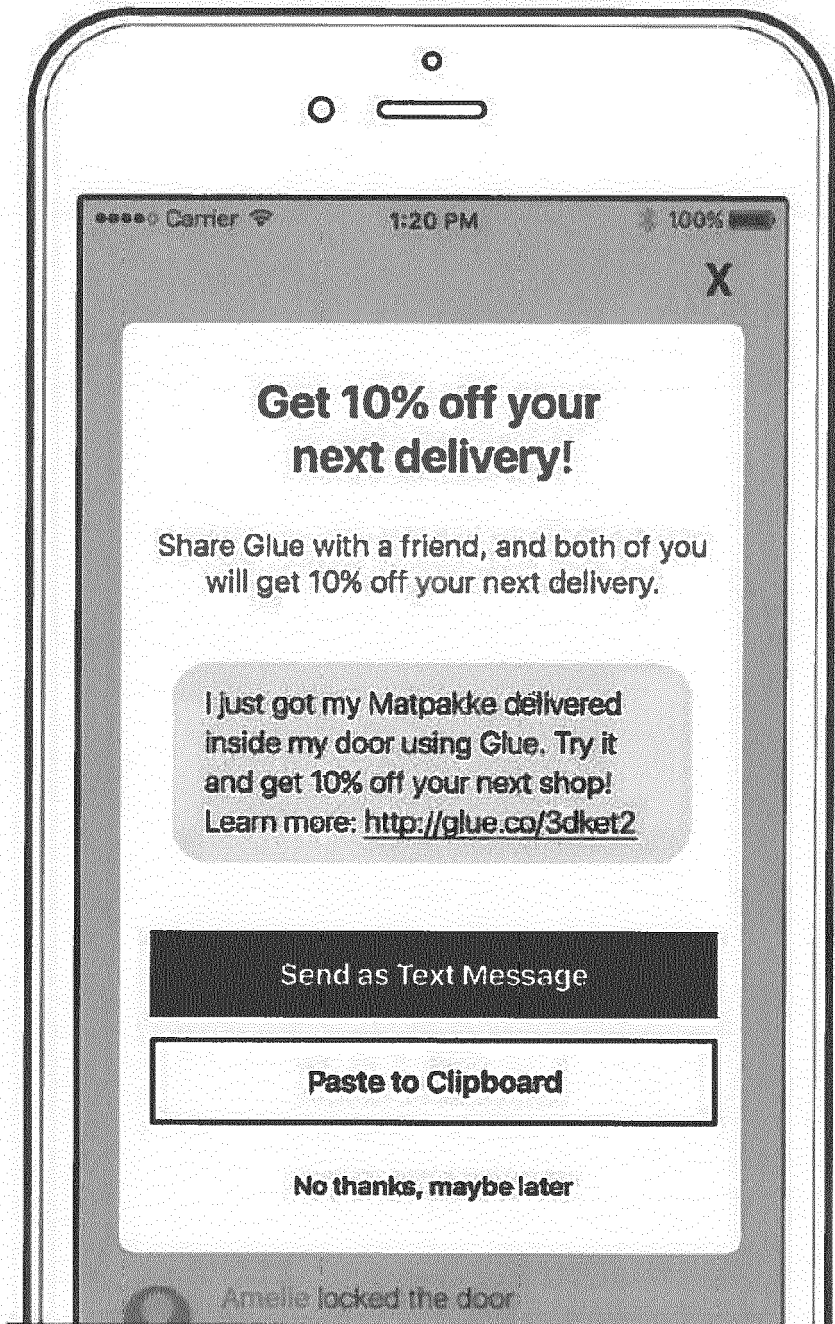 Carrier 1:20 PM 100%
X
Get 10% off your
next delivery!
Share Glue with a friend, and both of you
will get 10% off your next delivery.
I just got my Matpakke delivered
inside my door using Glue. Try it
and get 10% off your next shop!
Learn more: http://glue.co/3dket2
Send as Text Message
Paste to Clipboard
No thanks, maybe later
Amelie locked the door